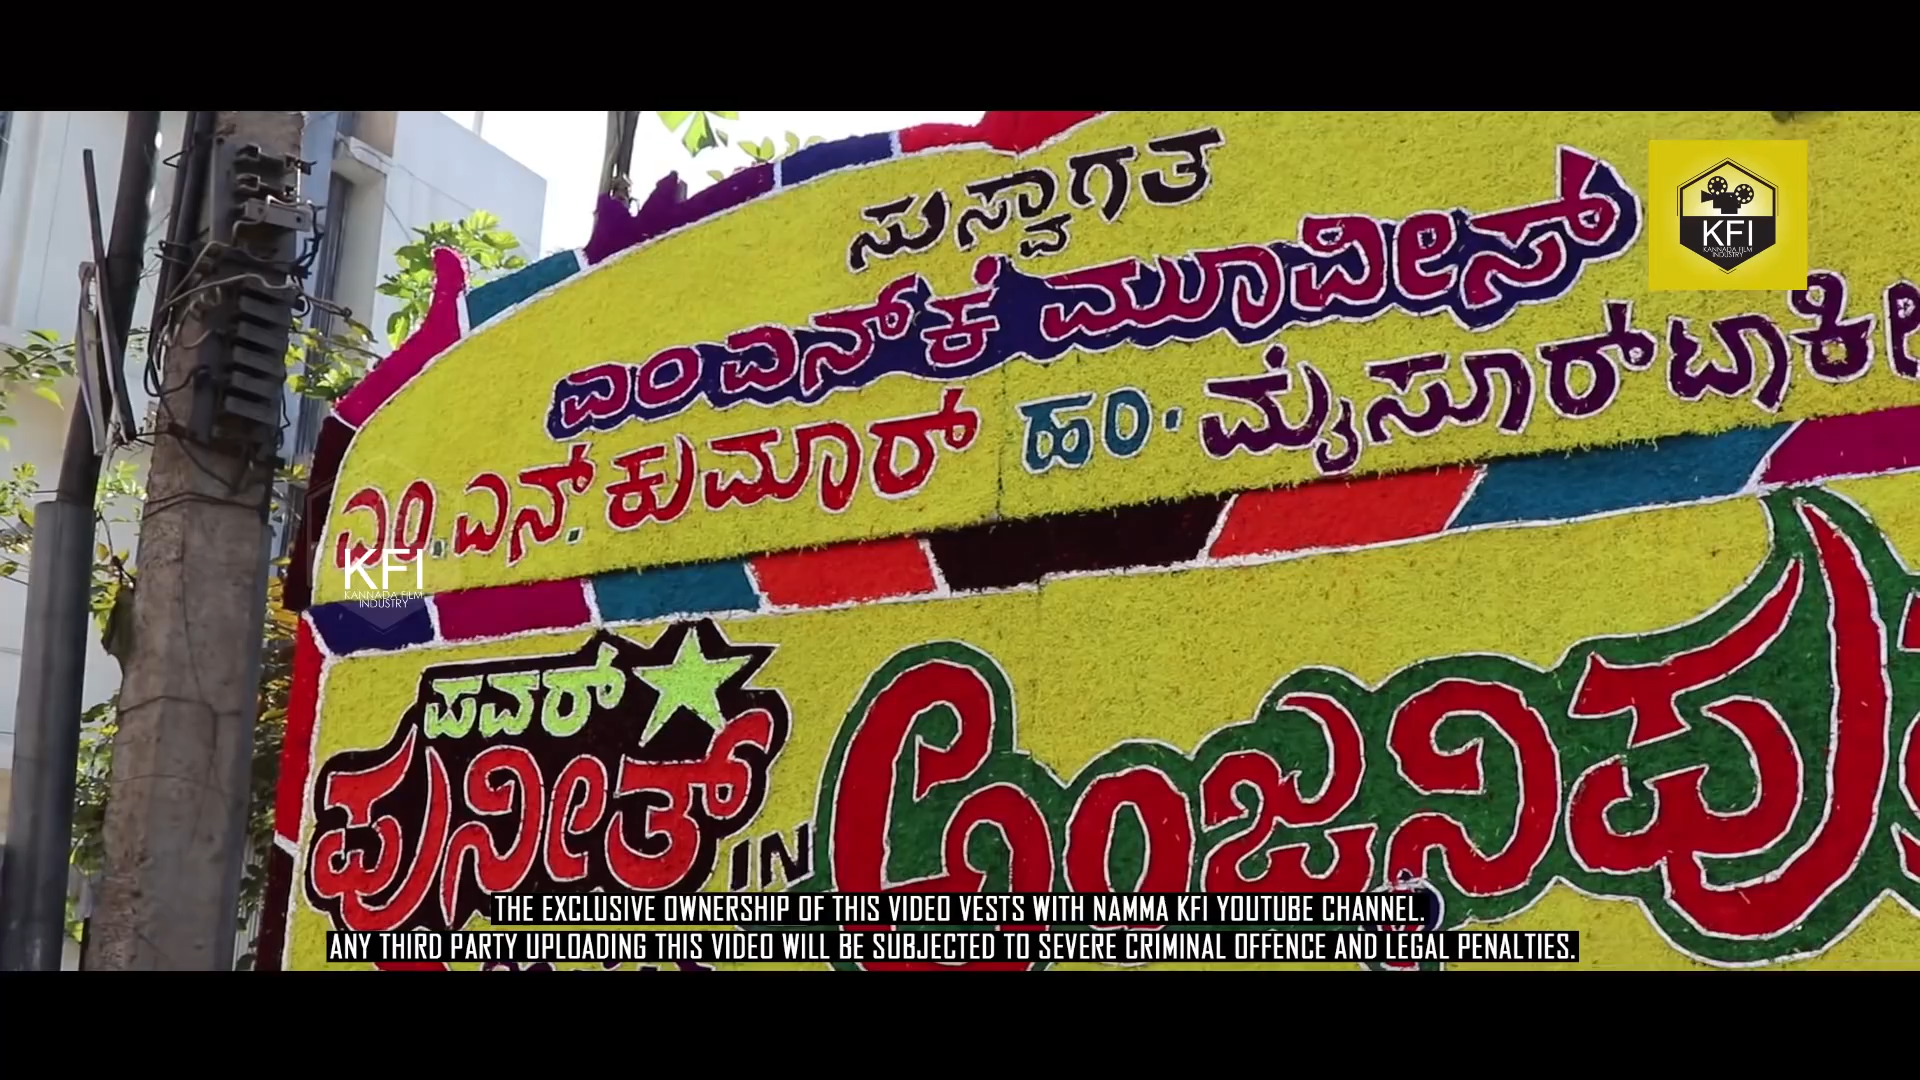 ಸುಸ್ವಾಗತ
ಎಂಎನ್‌ಕೆ ಮೂವೀಸ್
ಎಂ.ಎನ್.ಕುಮಾರ್ ಹಂ. ಮೈಸೂರ್ ಟಾಕೀ
ಪವರ್
ಪುನೀತ್ IN ಅಂಜನಿಪು
KFI
KANNADA FILM
INDUSTRY
KFI
KANNADA FILM
INDUSTRY
THE EXCLUSIVE OWNERSHIP OF THIS VIDEO VESTS WITH NAMMA KFI YOUTUBE CHANNEL.
ANY THIRD PARTY UPLOADING THIS VIDEO WILL BE SUBJECTED TO SEVERE CRIMINAL OFFENCE AND LEGAL PENALTIES.